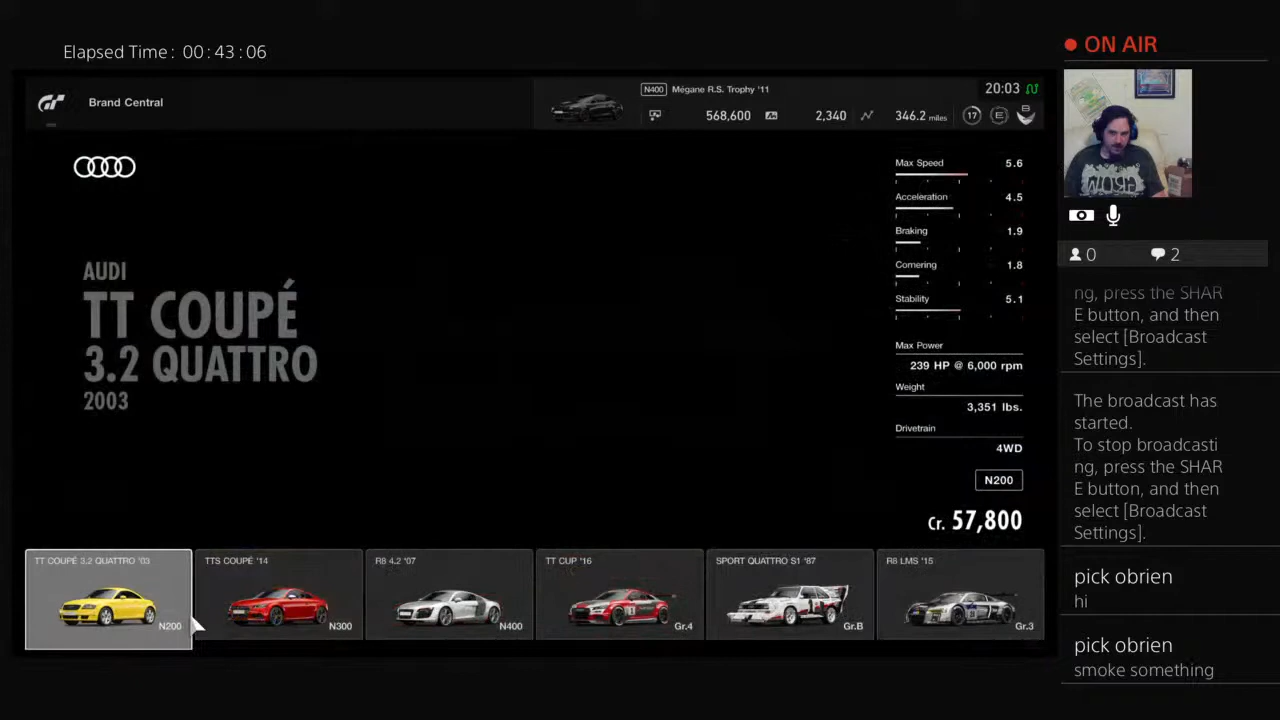 Elapsed Time: 00:43:06
ON AIR
Brand Central
N400 Mégane R.S. Trophy '11
20:03
568,600
2,340
346.2 miles
17
E
B
AUDI
TT COUPÉ
3.2 QUATTRO
2003
Max Speed 5.6
Acceleration 4.5
Braking 1.9
Cornering 1.8
Stability 5.1
Max Power
239 HP @ 6,000 rpm
Weight
3,351 lbs.
Drivetrain
4WD
N200
Cr. 57,800
TT COUPÉ 3.2 QUATTRO '03
N200
TTS COUPÉ '14
N300
R8 4.2 '07
N400
TT CUP '16
Gr.4
SPORT QUATTRO S1 '87
Gr.B
R8 LMS '15
Gr.3
0
2
ng, press the SHAR
E button, and then
select [Broadcast
Settings].
The broadcast has
started.
To stop broadcasti
ng, press the SHAR
E button, and then
select [Broadcast
Settings].
pick obrien
hi
pick obrien
smoke something